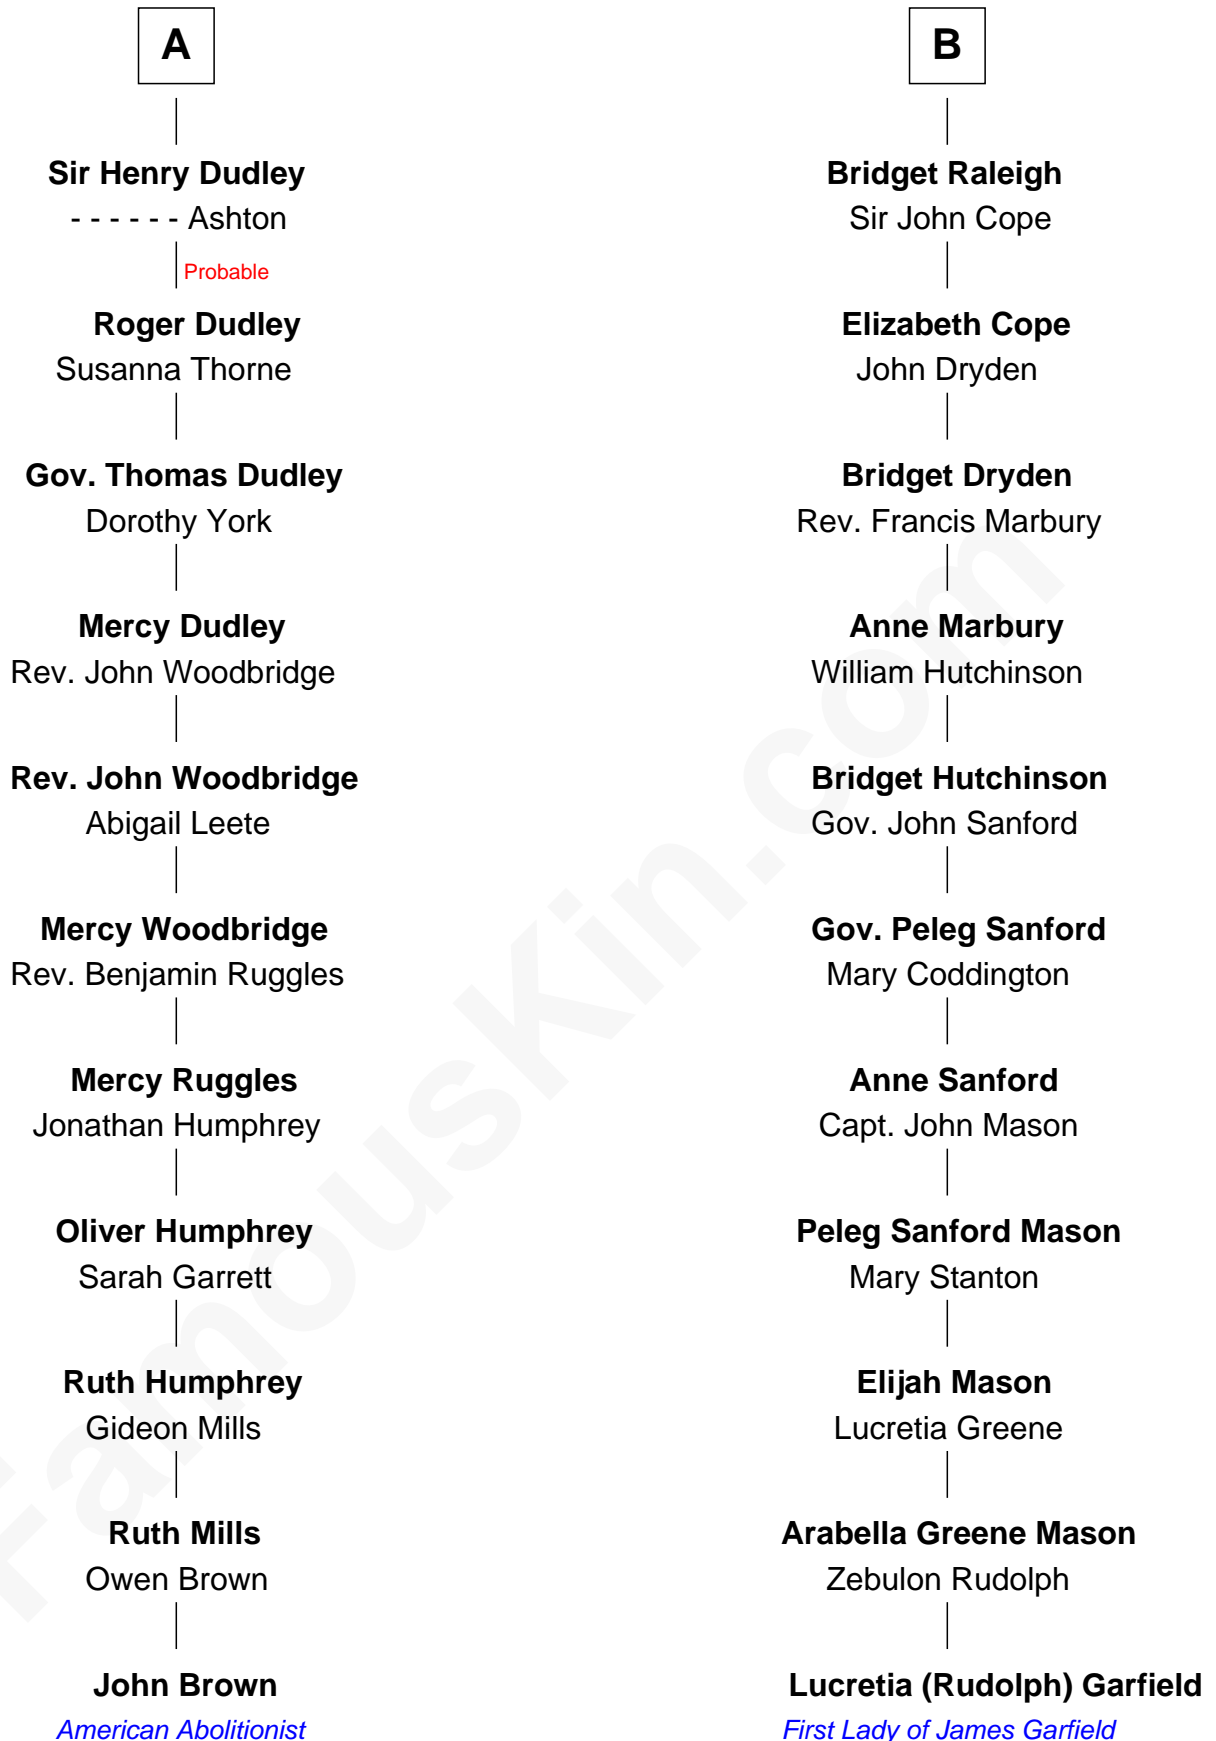 A
Sir Henry Dudley
- - - - - - Ashton
Probable
Roger Dudley
Susanna Thorne
Gov. Thomas Dudley
Dorothy York
Mercy Dudley
Rev. John Woodbridge
Rev. John Woodbridge
Abigail Leete
Mercy Woodbridge
Rev. Benjamin Ruggles
Mercy Ruggles
Jonathan Humphrey
Oliver Humphrey
Sarah Garrett
Ruth Humphrey
Gideon Mills
Ruth Mills
Owen Brown
John Brown
American Abolitionist
B
Bridget Raleigh
Sir John Cope
Elizabeth Cope
John Dryden
Bridget Dryden
Rev. Francis Marbury
Anne Marbury
William Hutchinson
Bridget Hutchinson
Gov. John Sanford
Gov. Peleg Sanford
Mary Coddington
Anne Sanford
Capt. John Mason
Peleg Sanford Mason
Mary Stanton
Elijah Mason
Lucretia Greene
Arabella Greene Mason
Zebulon Rudolph
Lucretia (Rudolph) Garfield
First Lady of James Garfield
FamousKin.com